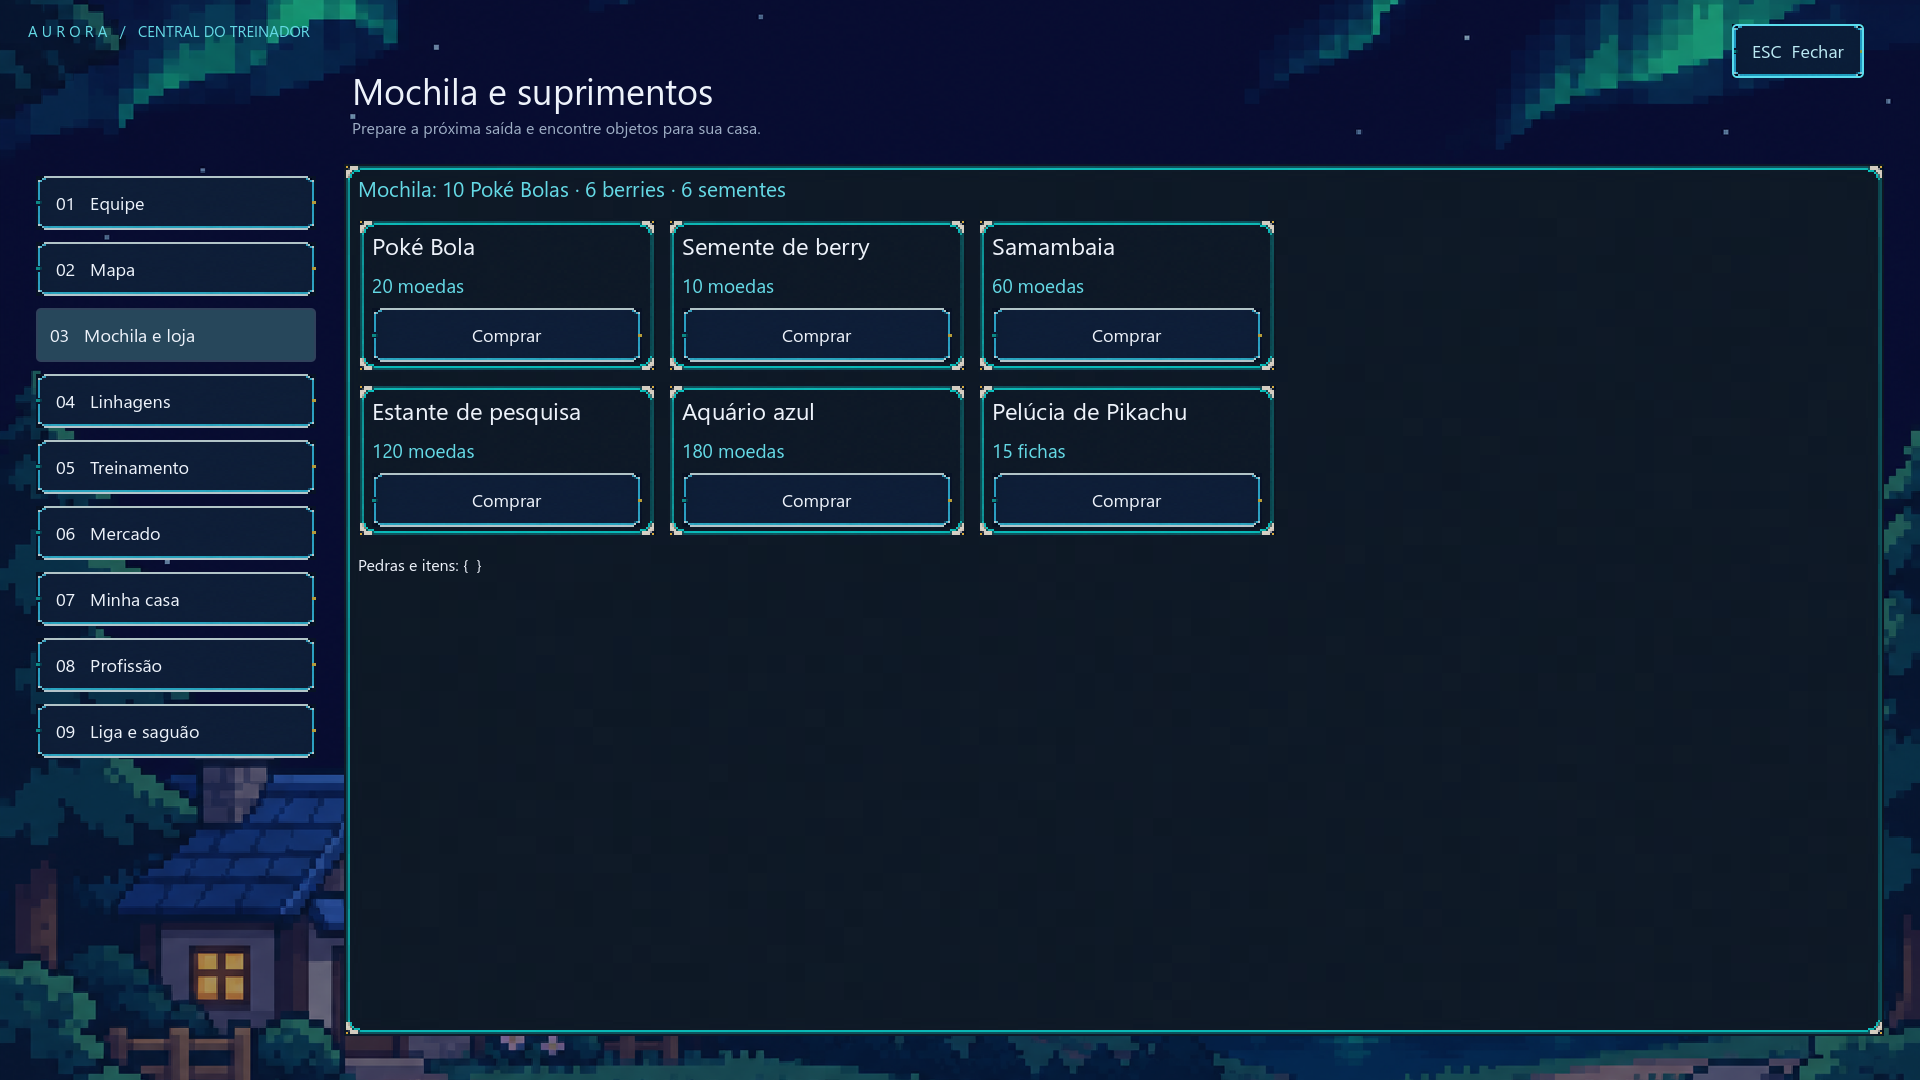 AURORA / CENTRAL DO TREINADOR
ESC Fechar
Mochila e suprimentos
Prepare a próxima saída e encontre objetos para sua casa.
01 Equipe
02 Mapa
03 Mochila e loja
04 Linhagens
05 Treinamento
06 Mercado
07 Minha casa
08 Profissão
09 Liga e saguão
Mochila: 10 Poké Bolas · 6 berries · 6 sementes
Poké Bola
20 moedas
Comprar
Semente de berry
10 moedas
Comprar
Samambaia
60 moedas
Comprar
Estante de pesquisa
120 moedas
Comprar
Aquário azul
180 moedas
Comprar
Pelúcia de Pikachu
15 fichas
Comprar
Pedras e itens: { }